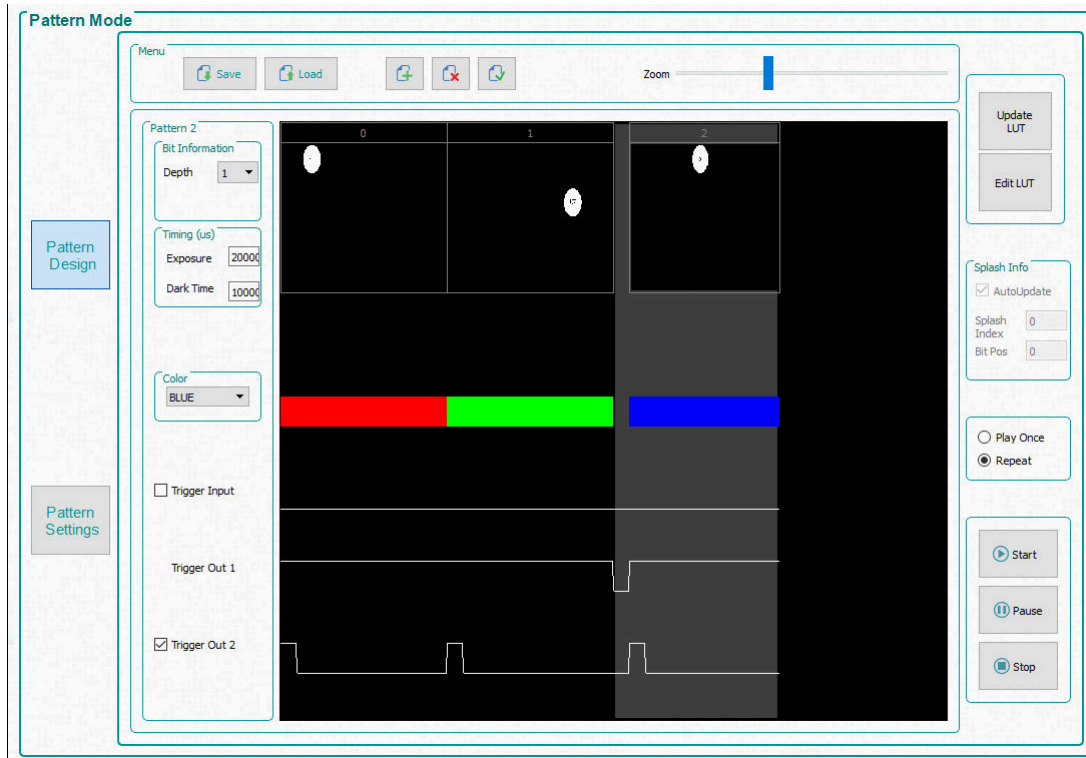 Pattern Mode
Menu
Save
Load
Zoom
Pattern 2
Bit Information
Depth
1
Timing (us)
Exposure
20000
Dark Time
10000
Color
BLUE
Trigger Input
Trigger Out 1
Trigger Out 2
0
1
2
Pattern
Design
Pattern
Settings
Update
LUT
Edit LUT
Splash Info
AutoUpdate
Splash
Index
0
Bit Pos
0
Play Once
Repeat
Start
Pause
Stop